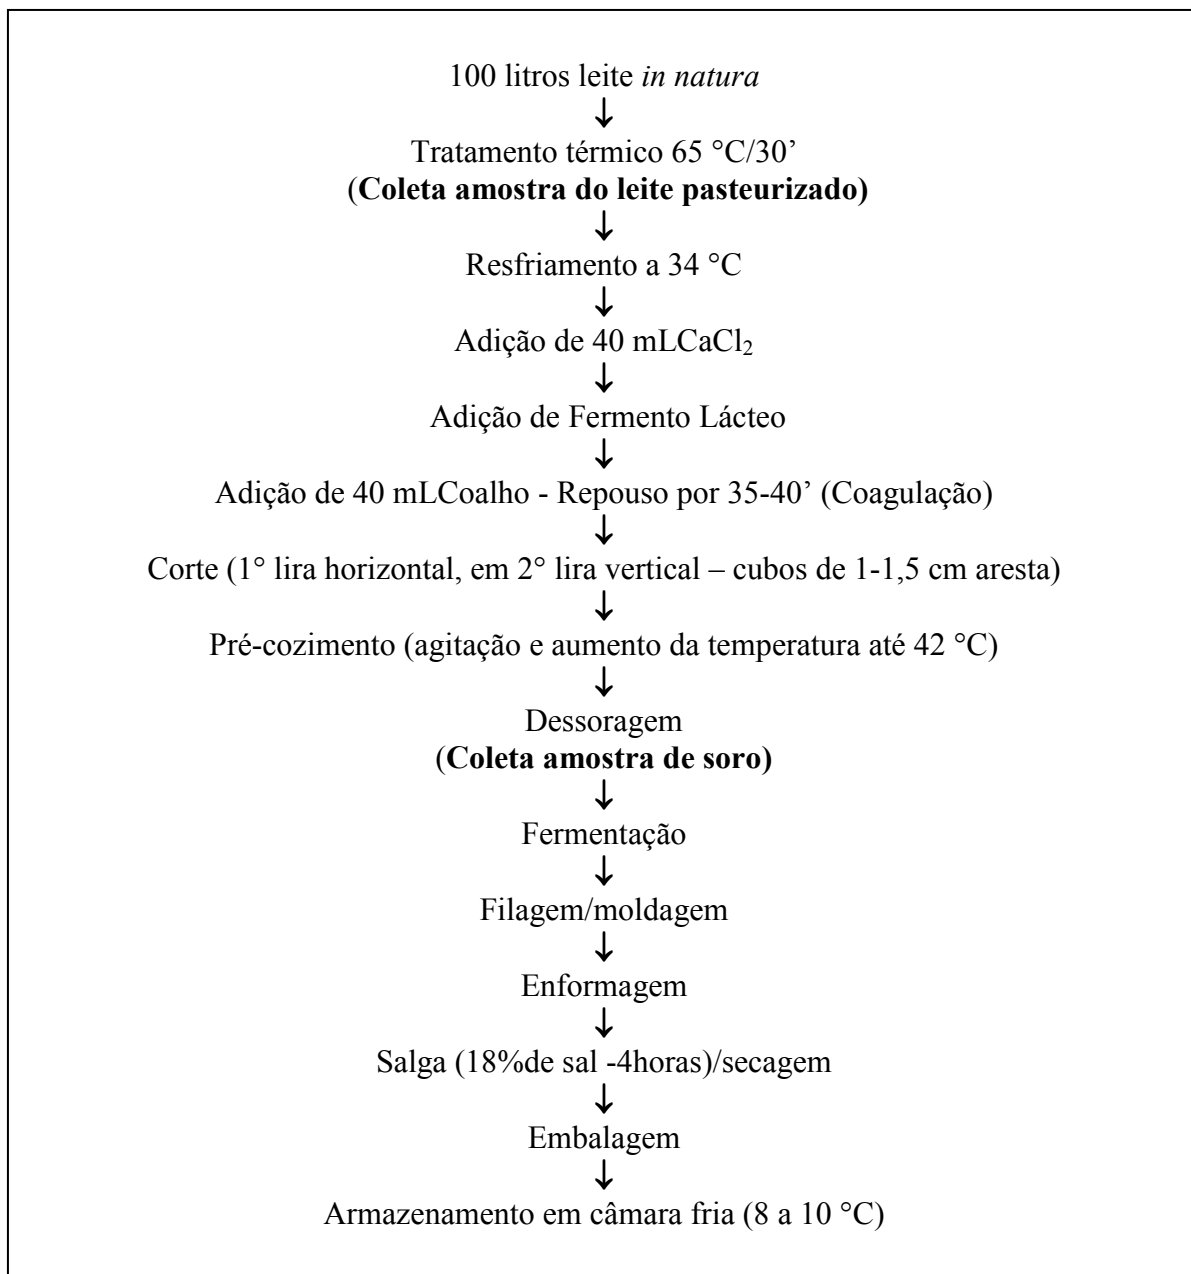 100 litros leite in natura
↓
Tratamento térmico 65 °C/30’
(Coleta amostra do leite pasteurizado)
↓
Resfriamento a 34 °C
↓
Adição de 40 mLCaCl₂
↓
Adição de Fermento Lácteo
↓
Adição de 40 mLCoalho - Repouso por 35-40’ (Coagulação)
↓
Corte (1° lira horizontal, em 2° lira vertical – cubos de 1-1,5 cm aresta)
↓
Pré-cozimento (agitação e aumento da temperatura até 42 °C)
↓
Dessoragem
(Coleta amostra de soro)
↓
Fermentação
↓
Filagem/moldagem
↓
Enformagem
↓
Salga (18%de sal -4horas)/secagem
↓
Embalagem
↓
Armazenamento em câmara fria (8 a 10 °C)